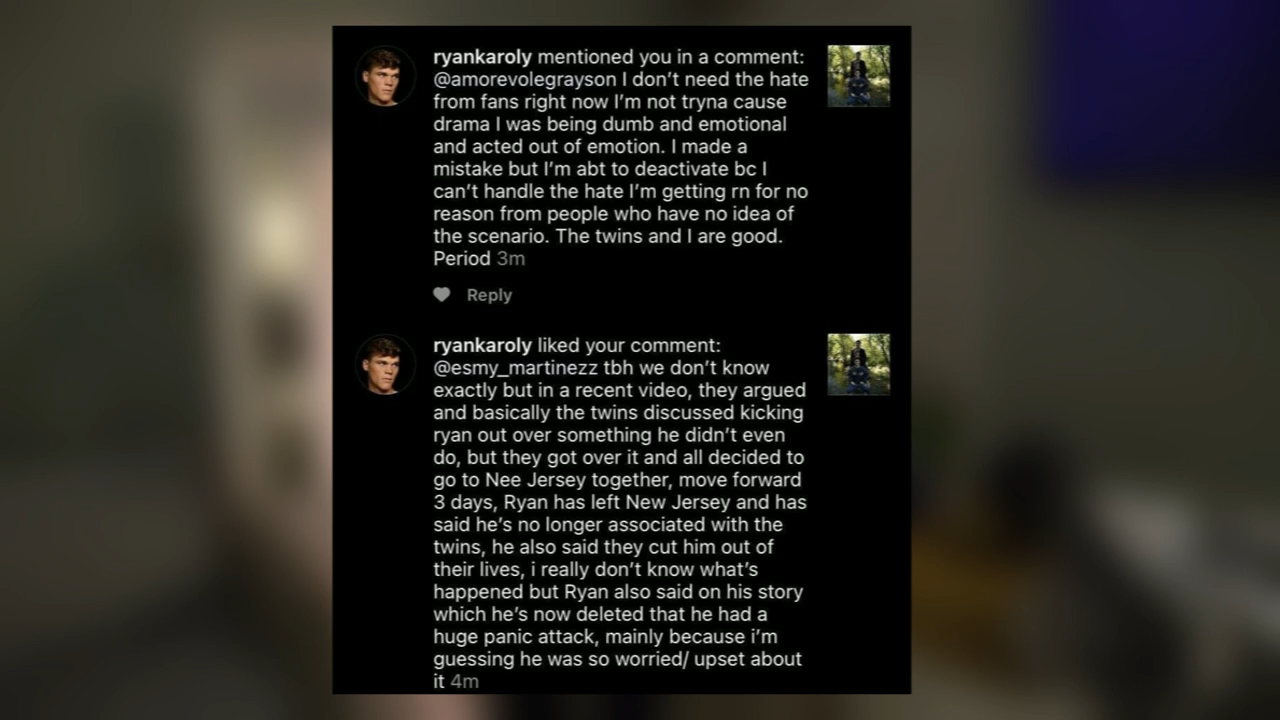 ryankaroly mentioned you in a comment:
@amorevolegrayson I don't need the hate
from fans right now I'm not tryna cause
drama I was being dumb and emotional
and acted out of emotion. I made a
mistake but I'm abt to deactivate bc I
can't handle the hate I'm getting rn for no
reason from people who have no idea of
the scenario. The twins and I are good.
Period 3m
Reply
ryankaroly liked your comment:
@esmy_martinezz tbh we don't know
exactly but in a recent video, they argued
and basically the twins discussed kicking
ryan out over something he didn't even
do, but they got over it and all decided to
go to Nee Jersey together, move forward
3 days, Ryan has left New Jersey and has
said he's no longer associated with the
twins, he also said they cut him out of
their lives, i really don't know what's
happened but Ryan also said on his story
which he's now deleted that he had a
huge panic attack, mainly because i'm
guessing he was so worried/ upset about
it 4m